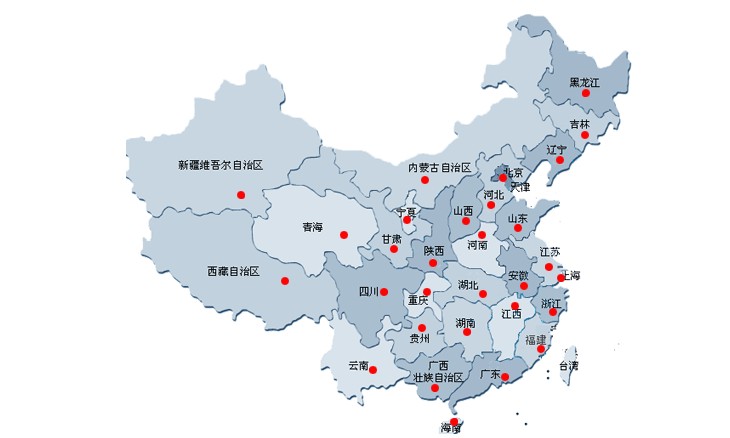 黑龙江
吉林
辽宁
新疆维吾尔自治区
内蒙古自治区
北京
天津
河北
宁夏
山西
山东
青海
甘肃
陕西
河南
江苏
西藏自治区
安徽
上海
四川
重庆
湖北
浙江
江西
湖南
贵州
福建
云南
广西
壮族自治区
广东
台湾
海南